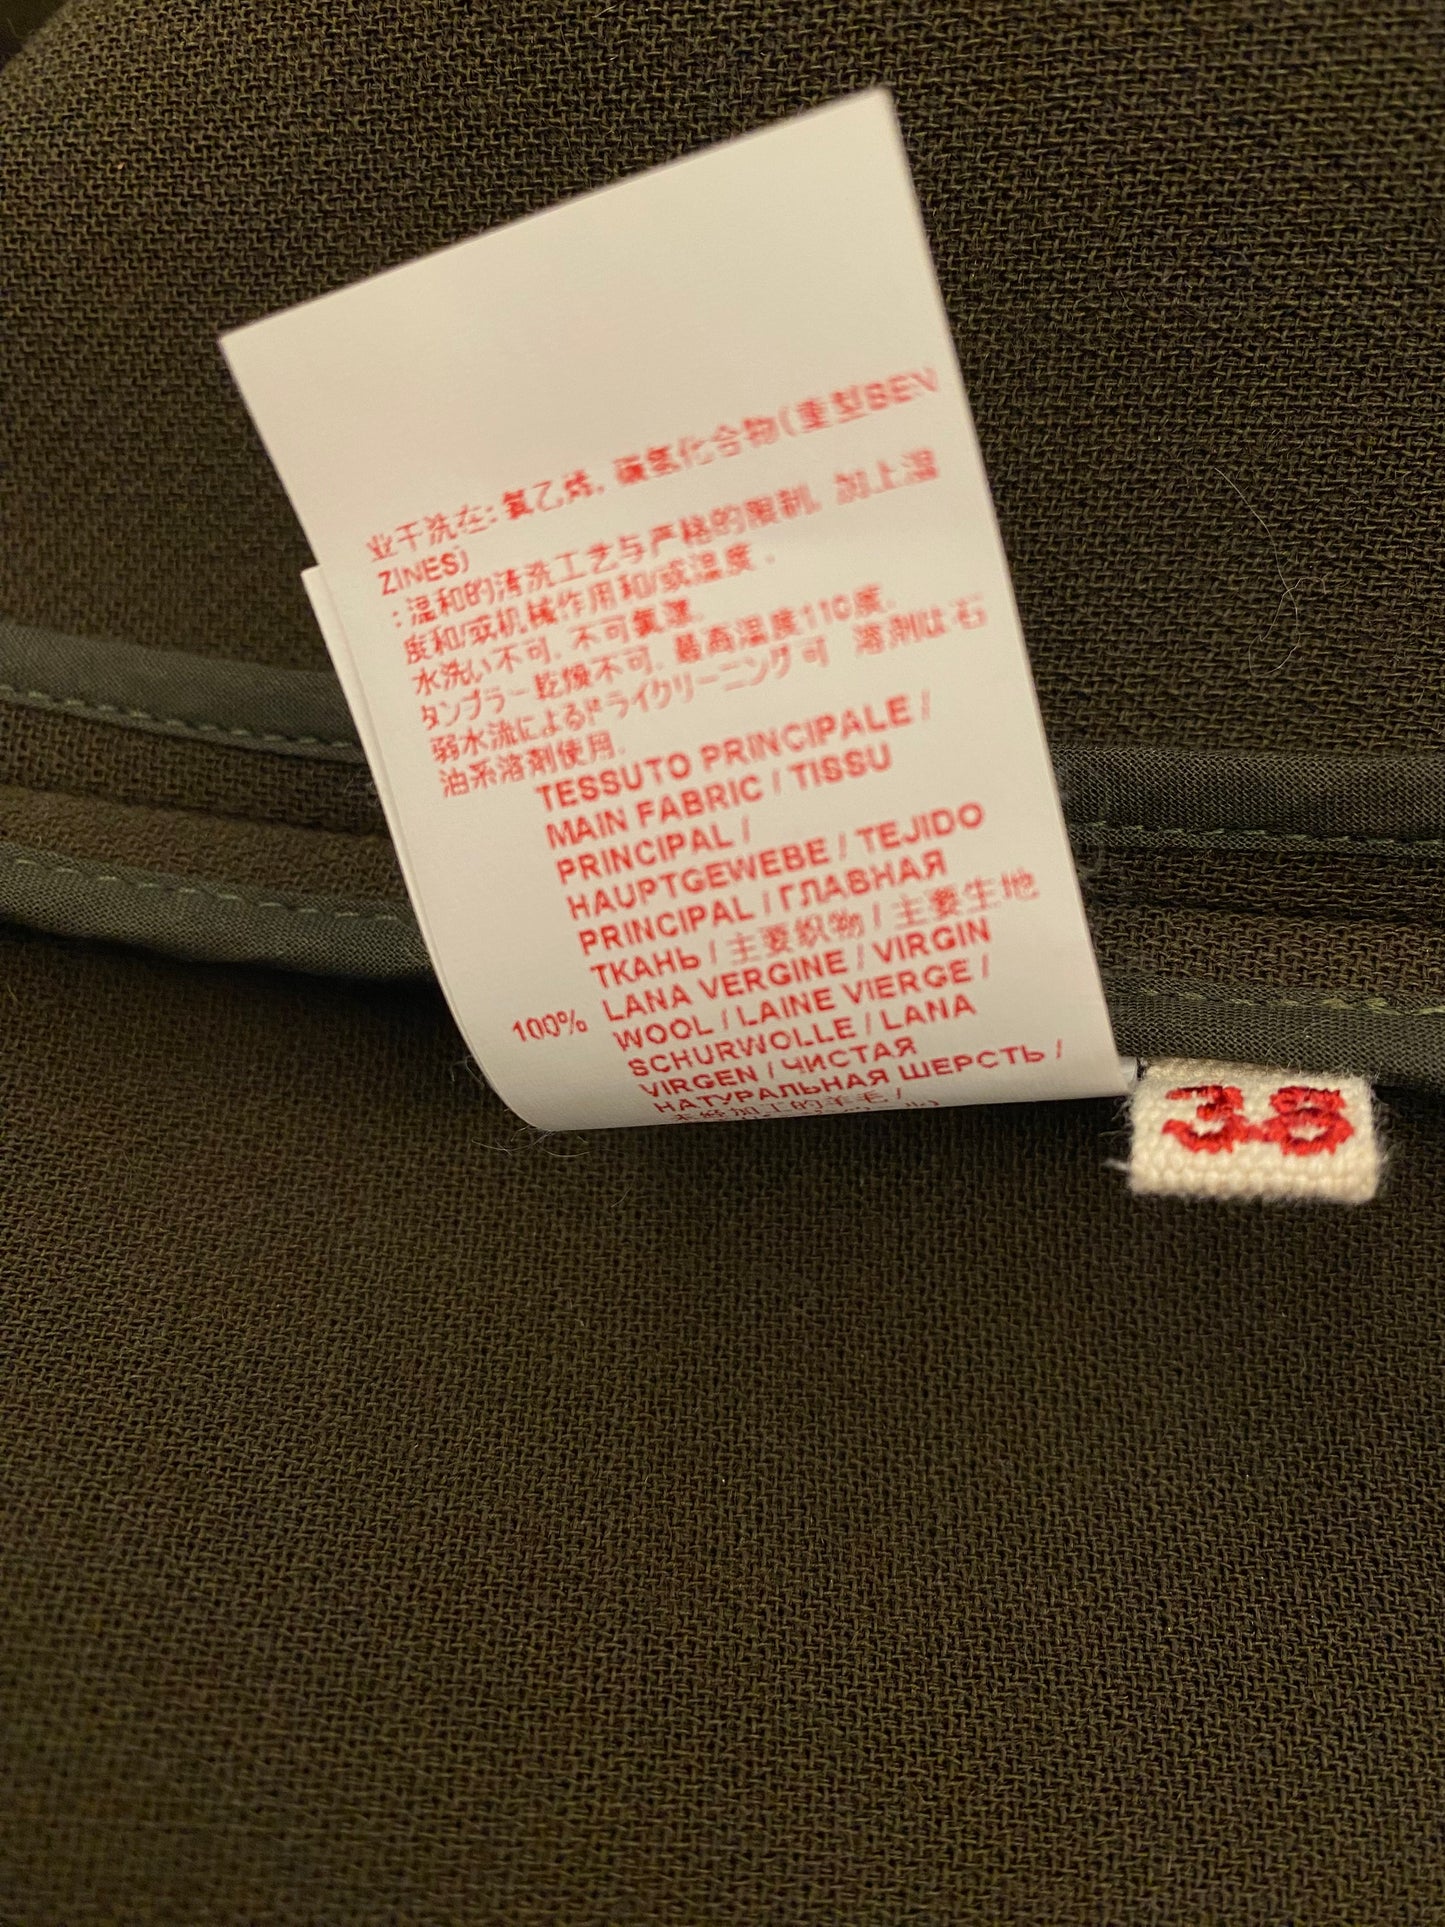 业干洗在: 氯乙烯, 碳氢化合物(重型BEN
ZINES)
:温和的清洗工艺与严格的限制, 加上温
度和/或机械作用和/或温度.
水洗い不可. 不可氯漂.
タンブラー乾燥不可. 最高温度110度.
弱水流によるドライクリーニング可 溶剤は石
油系溶剤使用.
TESSUTO PRINCIPALE /
MAIN FABRIC / TISSU
PRINCIPAL /
HAUPTGEWEBE / TEJIDO
PRINCIPAL / ГЛАВНАЯ
ТКАНЬ / 主要织物 / 主要生地
100% LANA VERGINE / VIRGIN
WOOL / LAINE VIERGE /
SCHURWOLLE / LANA
VIRGEN / ЧИСТАЯ
НАТУРАЛЬНАЯ ШЕРСТЬ /
加工的羊毛 /
38